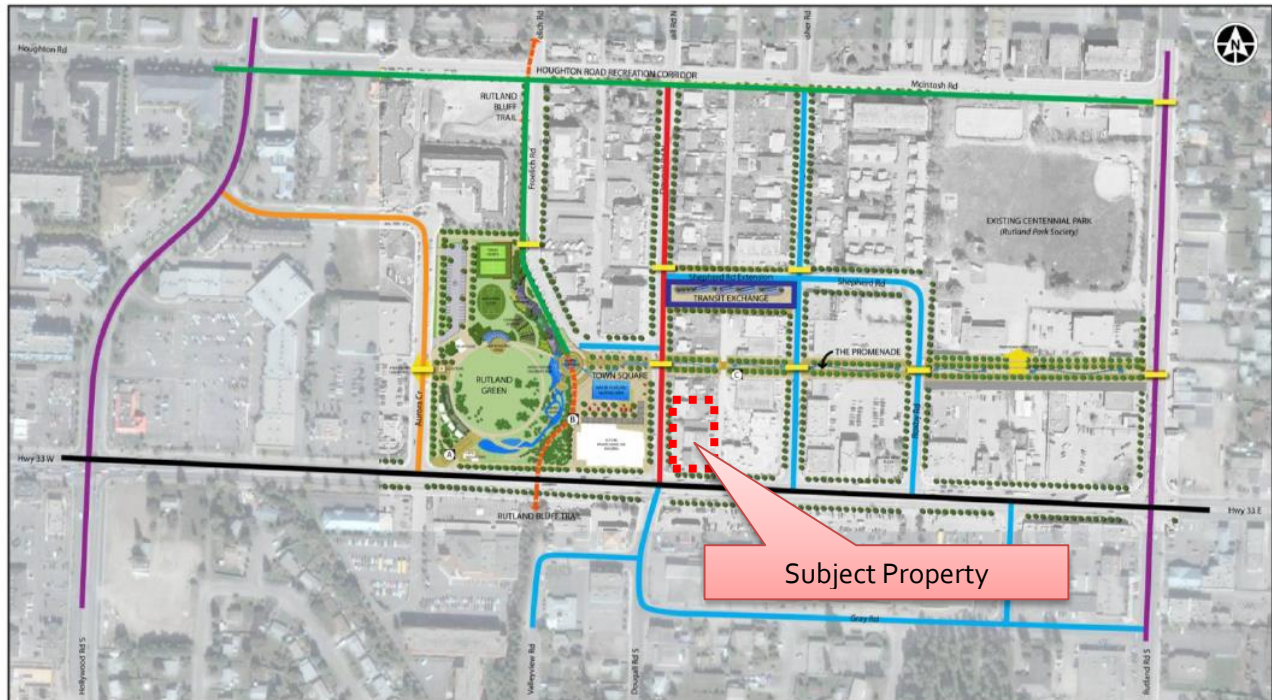 N
Houghton Rd
HOUGHTON ROAD RECREATION CORRIDOR
McIntosh Rd
RUTLAND
BLUFF
TRAIL
Froelich Rd
EXISTING CENTENNIAL PARK
(Rutland Park Society)
Shepherd Rd Extension
Shepherd Rd
TRANSIT EXCHANGE
THE PROMENADE
TOWN SQUARE
RUTLAND
GREEN
C
B
A
Hwy 33 W
Hwy 33 E
RUTLAND BLUFF TRAIL
Subject Property
Gray Rd
Hollywood Rd S
Valleyview Rd
Dougall Rd S
Rutland Rd S